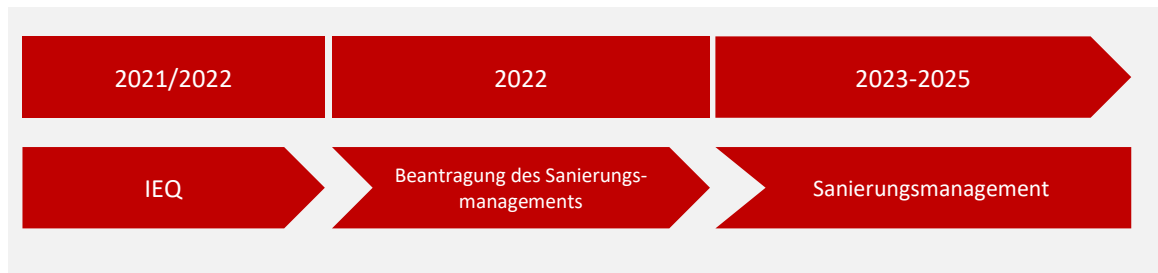 2021/2022
2022
2023-2025
IEQ
Beantragung des Sanierungs-
managements
Sanierungsmanagement